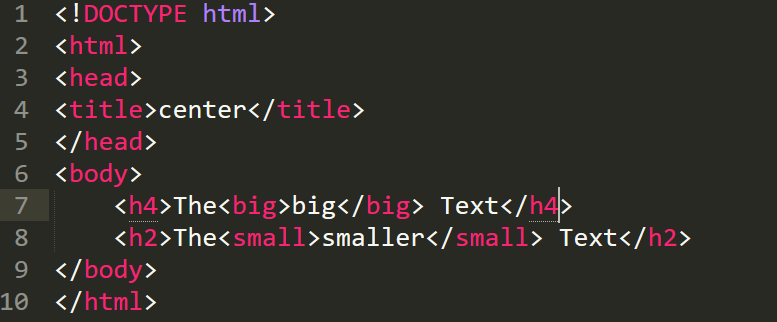 1 <!DOCTYPE html>
2 <html>
3 <head>
4 <title>center</title>
5 </head>
6 <body>
7     <h4>The<big>big</big> Text</h4>
8     <h2>The<small>smaller</small> Text</h2>
9 </body>
10 </html>